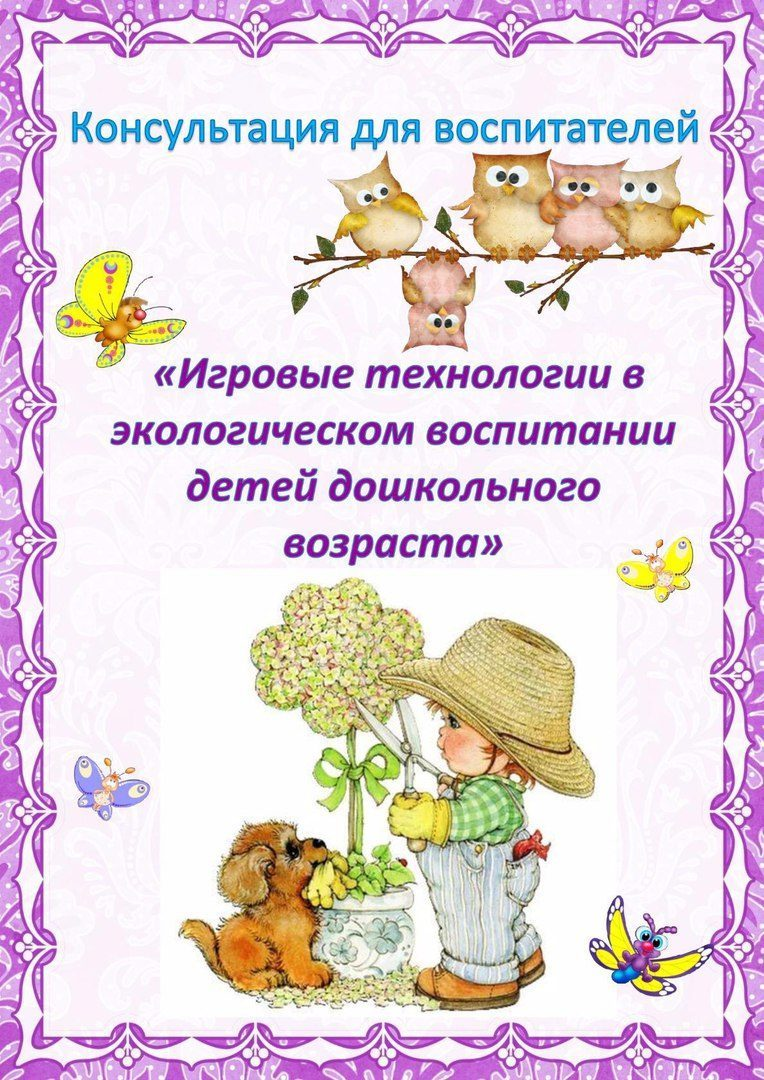 Консультация для воспитателей
«Игровые технологии в
экологическом воспитании
детей дошкольного
возраста»